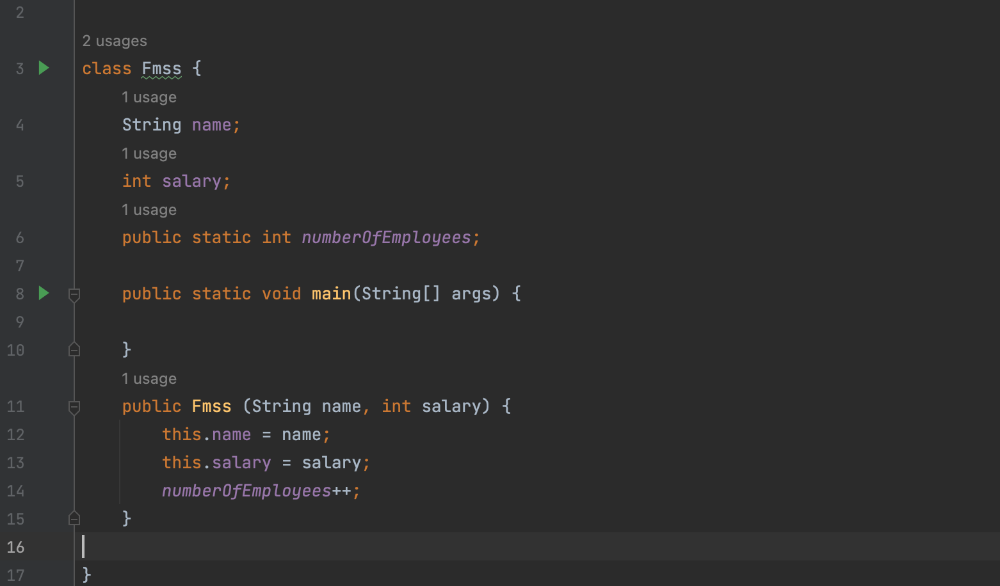 2
2 usages
3 class Fmss {
1 usage
4 String name;
1 usage
5 int salary;
1 usage
6 public static int numberOfEmployees;
7
8 public static void main(String[] args) {
9
10 }
1 usage
11 public Fmss (String name, int salary) {
12 this.name = name;
13 this.salary = salary;
14 numberOfEmployees++;
15 }
16
17 }